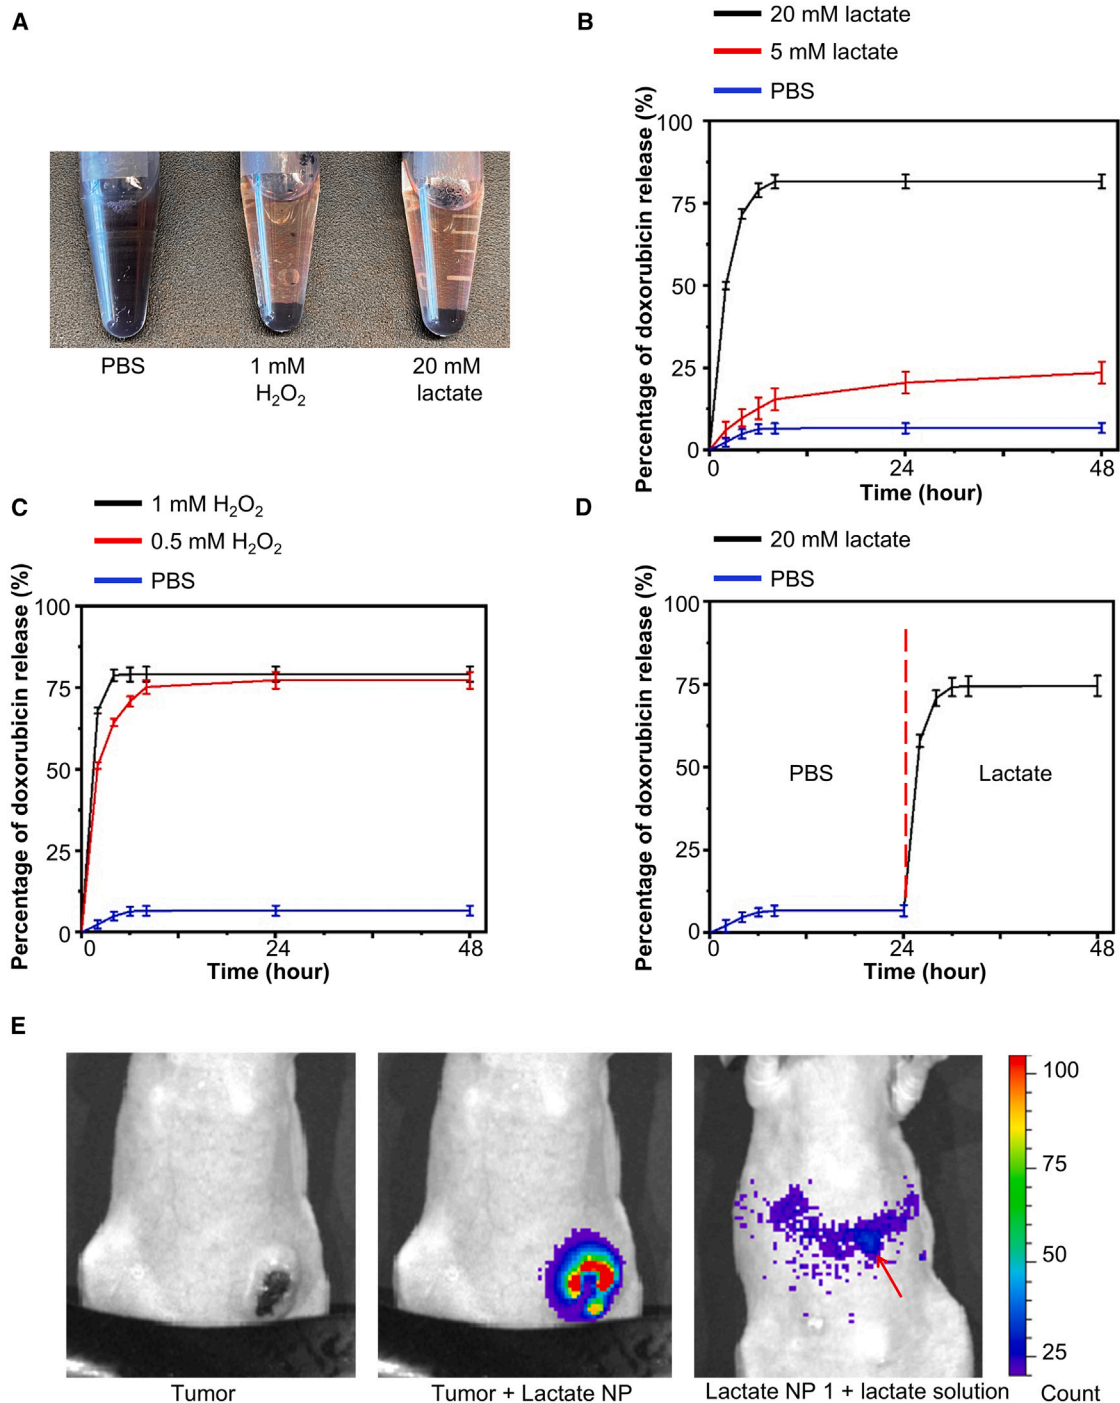 A
PBS
1 mM
H₂O₂
20 mM
lactate
B
20 mM lactate
5 mM lactate
PBS
Percentage of doxorubicin release (%)
100
75
50
25
0
0
24
48
Time (hour)
C
1 mM H₂O₂
0.5 mM H₂O₂
PBS
Percentage of doxorubicin release (%)
100
75
50
25
0
0
24
48
Time (hour)
D
20 mM lactate
PBS
Percentage of doxorubicin release (%)
100
75
50
25
0
PBS
Lactate
0
24
48
Time (hour)
E
Tumor
Tumor + Lactate NP
Lactate NP 1 + lactate solution
100
75
50
25
Count